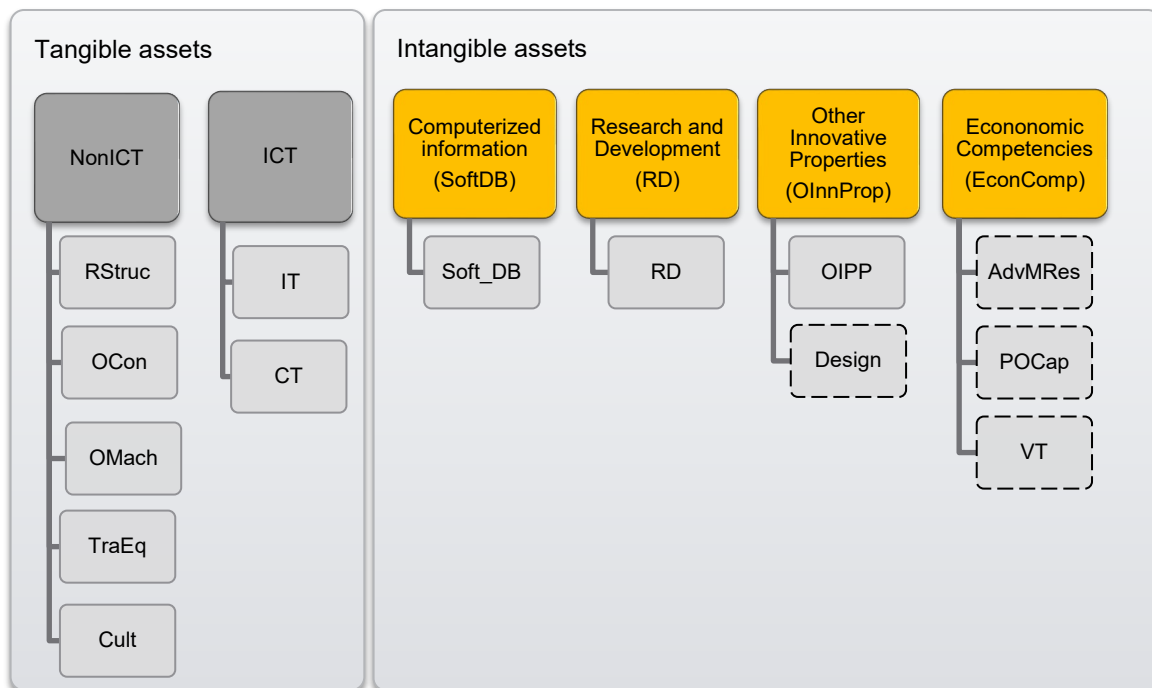 Tangible assets
NonICT
RStruc
OCon
OMach
TraEq
Cult
ICT
IT
CT
Intangible assets
Computerized
information
(SoftDB)
Soft_DB
Research and
Development
(RD)
RD
Other
Innovative
Properties
(OInnProp)
OIPP
Design
Econonomic
Competencies
(EconComp)
AdvMRes
POCap
VT